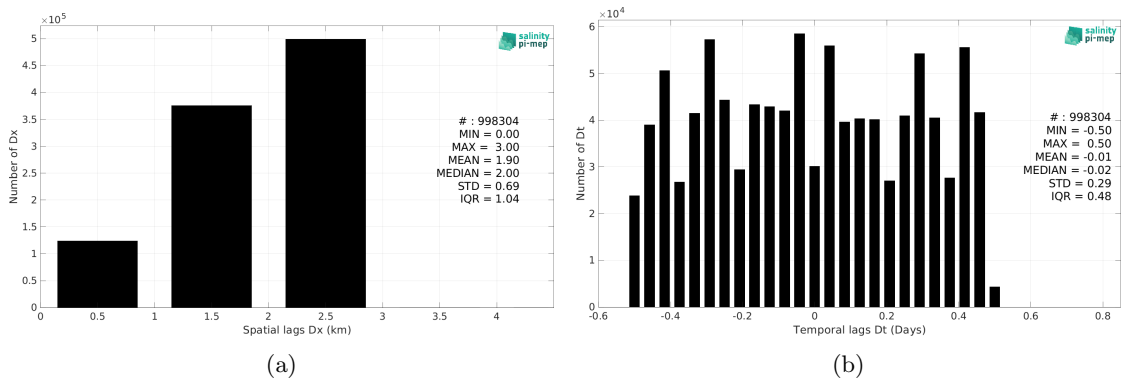 ×10⁵
5
4.5
4
3.5
3
2.5
2
1.5
1
0.5
0
Number of Dx
salinity
pi-mep
# : 998304
MIN = 0.00
MAX = 3.00
MEAN = 1.90
MEDIAN = 2.00
STD = 0.69
IQR = 1.04
0 0.5 1 1.5 2 2.5 3 3.5 4
Spatial lags Dx (km)
(a)
×10⁴
6
5
4
3
2
1
0
Number of Dt
salinity
pi-mep
# : 998304
MIN = -0.50
MAX = 0.50
MEAN = -0.01
MEDIAN = -0.02
STD = 0.29
IQR = 0.48
-0.6 -0.4 -0.2 0 0.2 0.4 0.6 0.8
Temporal lags Dt (Days)
(b)